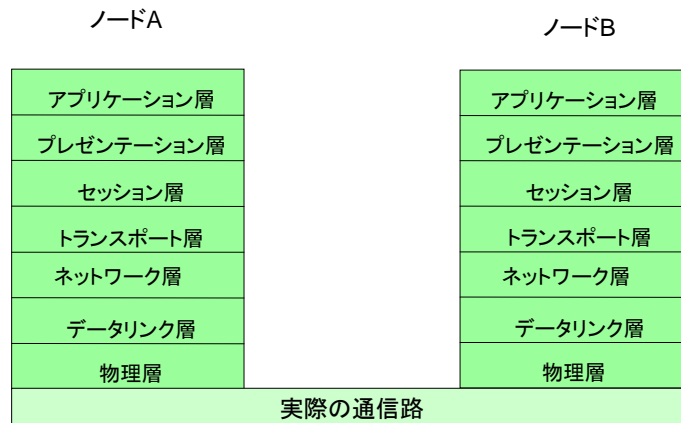 ノードA
アプリケーション層
プレゼンテーション層
セッション層
トランスポート層
ネットワーク層
データリンク層
物理層
ノードB
アプリケーション層
プレゼンテーション層
セッション層
トランスポート層
ネットワーク層
データリンク層
物理層
実際の通信路